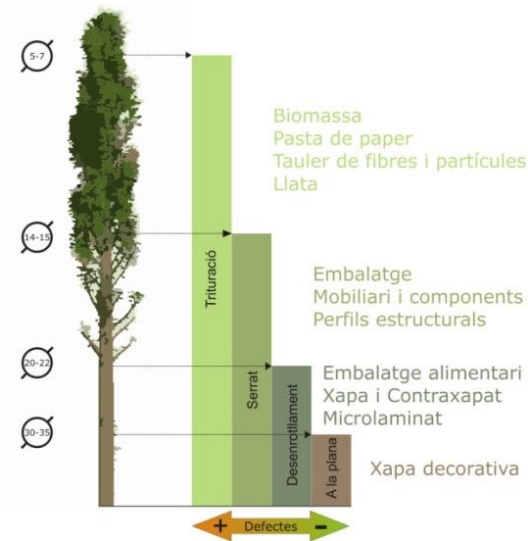 5-7
Biomassa
Pasta de paper
Tauler de fibres i partícules
Llata
14-15
Trituració
Embalatge
Mobiliari i components
Perfils estructurals
20-22
Serrat
Embalatge alimentari
Xapa i Contraxapat
Microlaminat
Desenrotllament
30-35
A la plana
Xapa decorativa
+ Defectes -